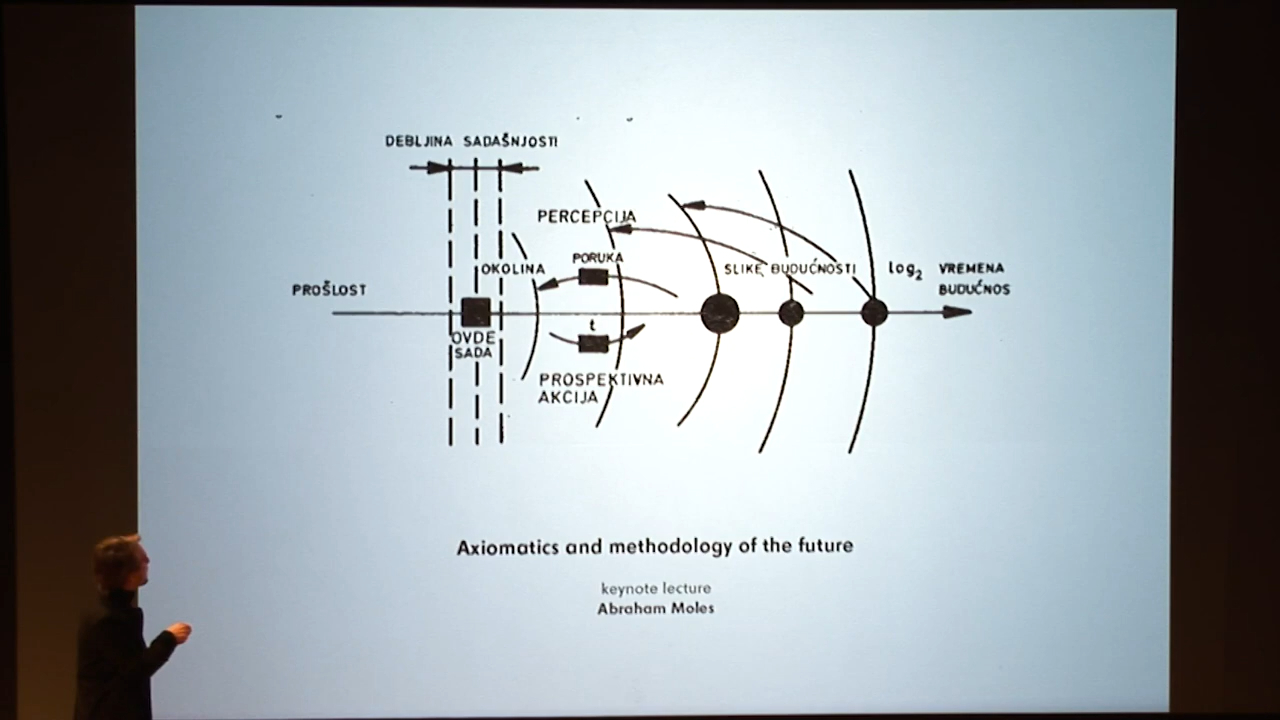 DEBLJINA SADAŠNJOSTI
PERCEPCIJA
PORUKA
OKOLINA
SLIKE BUDUĆNOSTI
log₂ VREMENA
BUDUĆNOS
PROŠLOST
t
OVDE
SADA
PROSPEKTIVNA
AKCIJA
Axiomatics and methodology of the future
keynote lecture
Abraham Moles